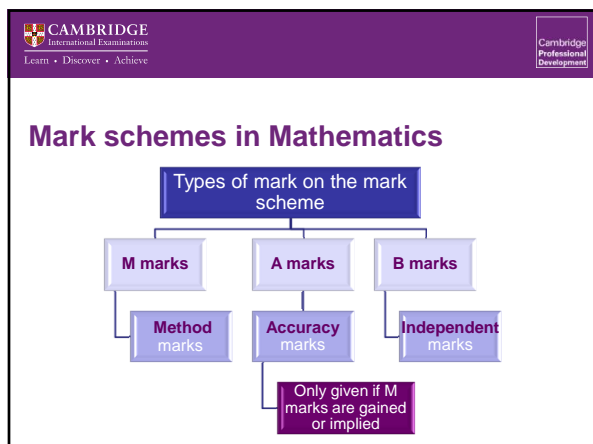 CAMBRIDGE
International Examinations
Learn • Discover • Achieve
Cambridge
Professional
Development
Mark schemes in Mathematics
Types of mark on the mark
scheme
M marks
A marks
B marks
Method
marks
Accuracy
marks
Independent
marks
Only given if M
marks are gained
or implied